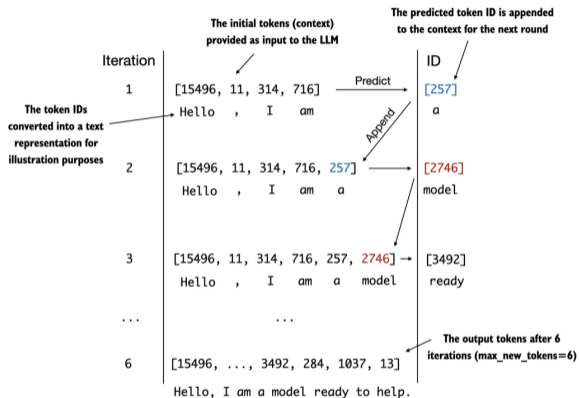 The initial tokens (context)
provided as input to the LLM
The predicted token ID is appended
to the context for the next round
Iteration
ID
1
[15496, 11, 314, 716]
Predict
[257]
Hello , I am
a
The token IDs
converted into a text
representation for
illustration purposes
Append
2
[15496, 11, 314, 716, 257]
[2746]
Hello , I am a
model
3
[15496, 11, 314, 716, 257, 2746]
[3492]
Hello , I am a model
ready
...
...
The output tokens after 6
iterations (max_new_tokens=6)
6
[15496, ..., 3492, 284, 1037, 13]
Hello, I am a model ready to help.